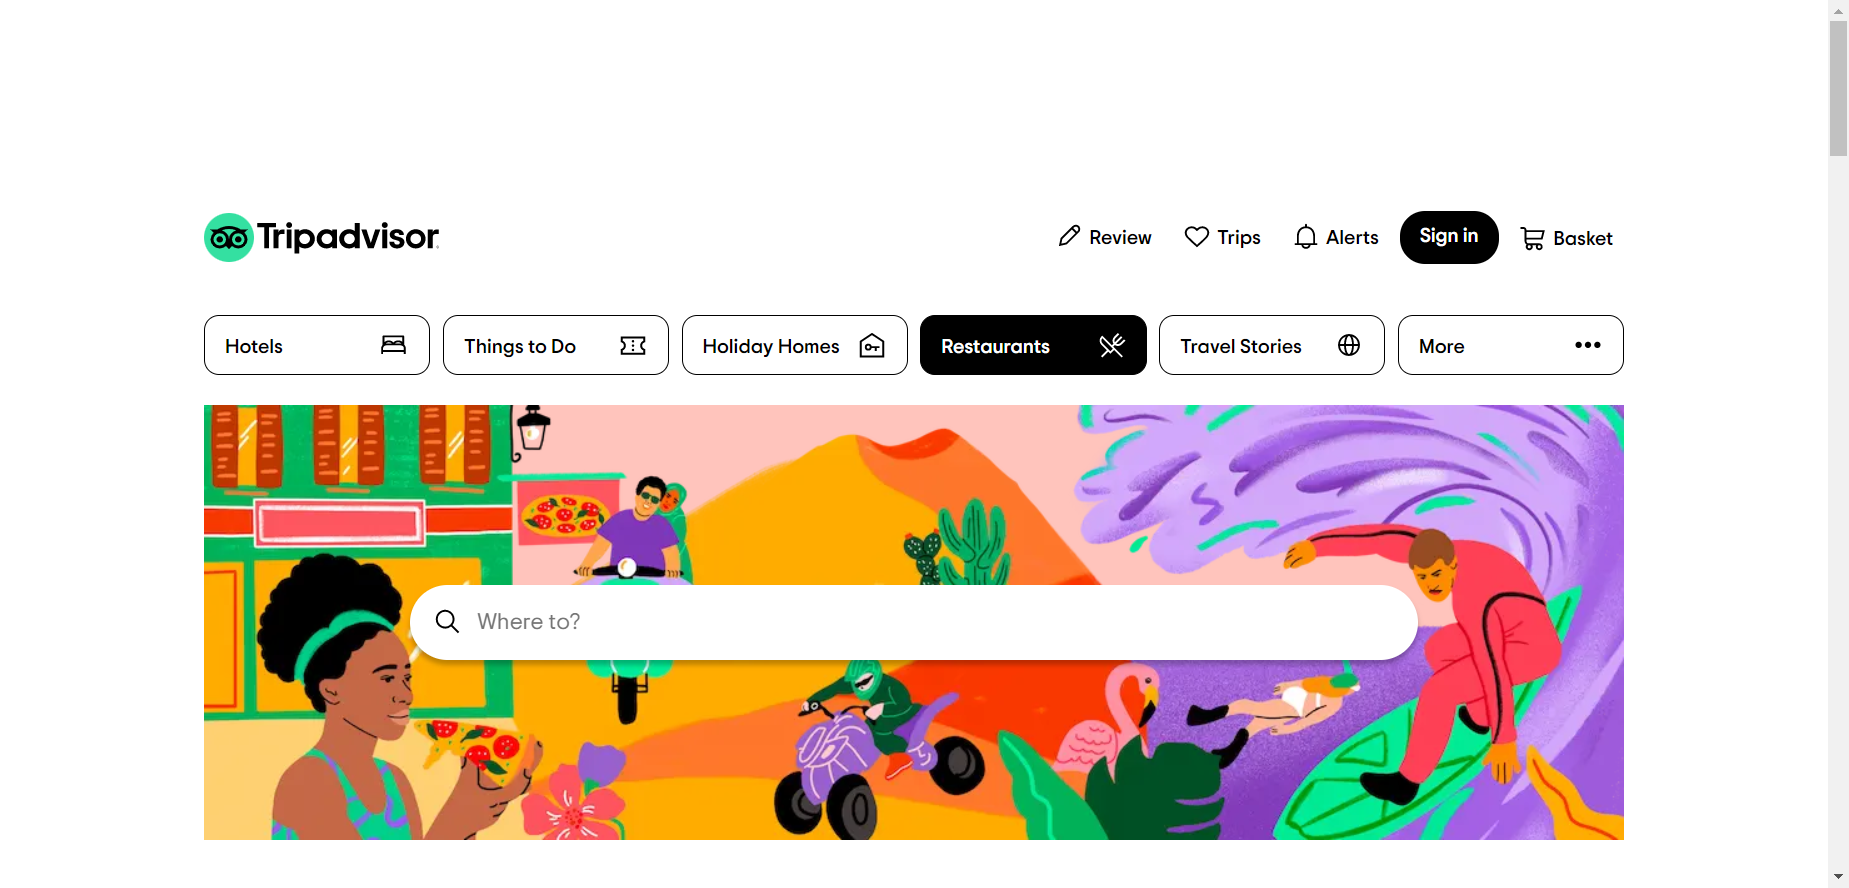 Tripadvisor
Review Trips Alerts Sign in Basket
Hotels Things to Do Holiday Homes Restaurants Travel Stories More
Where to?